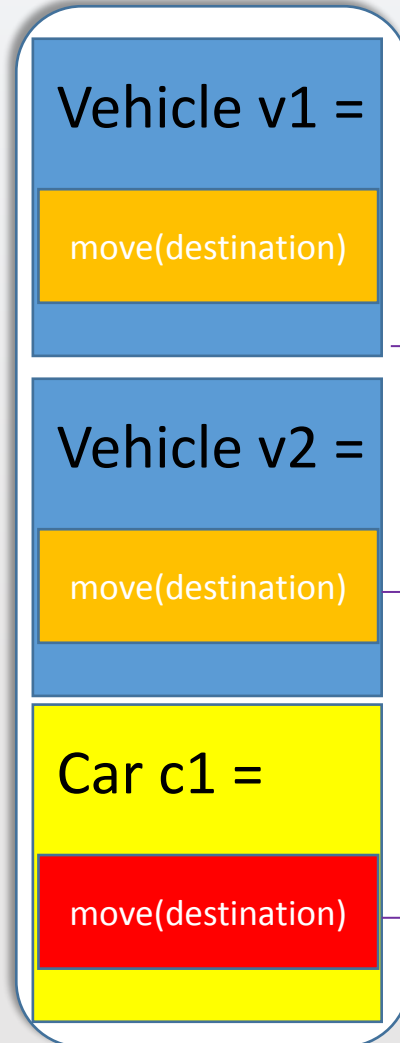 Vehicle v1 =
move(destination)
Vehicle v2 =
move(destination)
Car c1 =
move(destination)